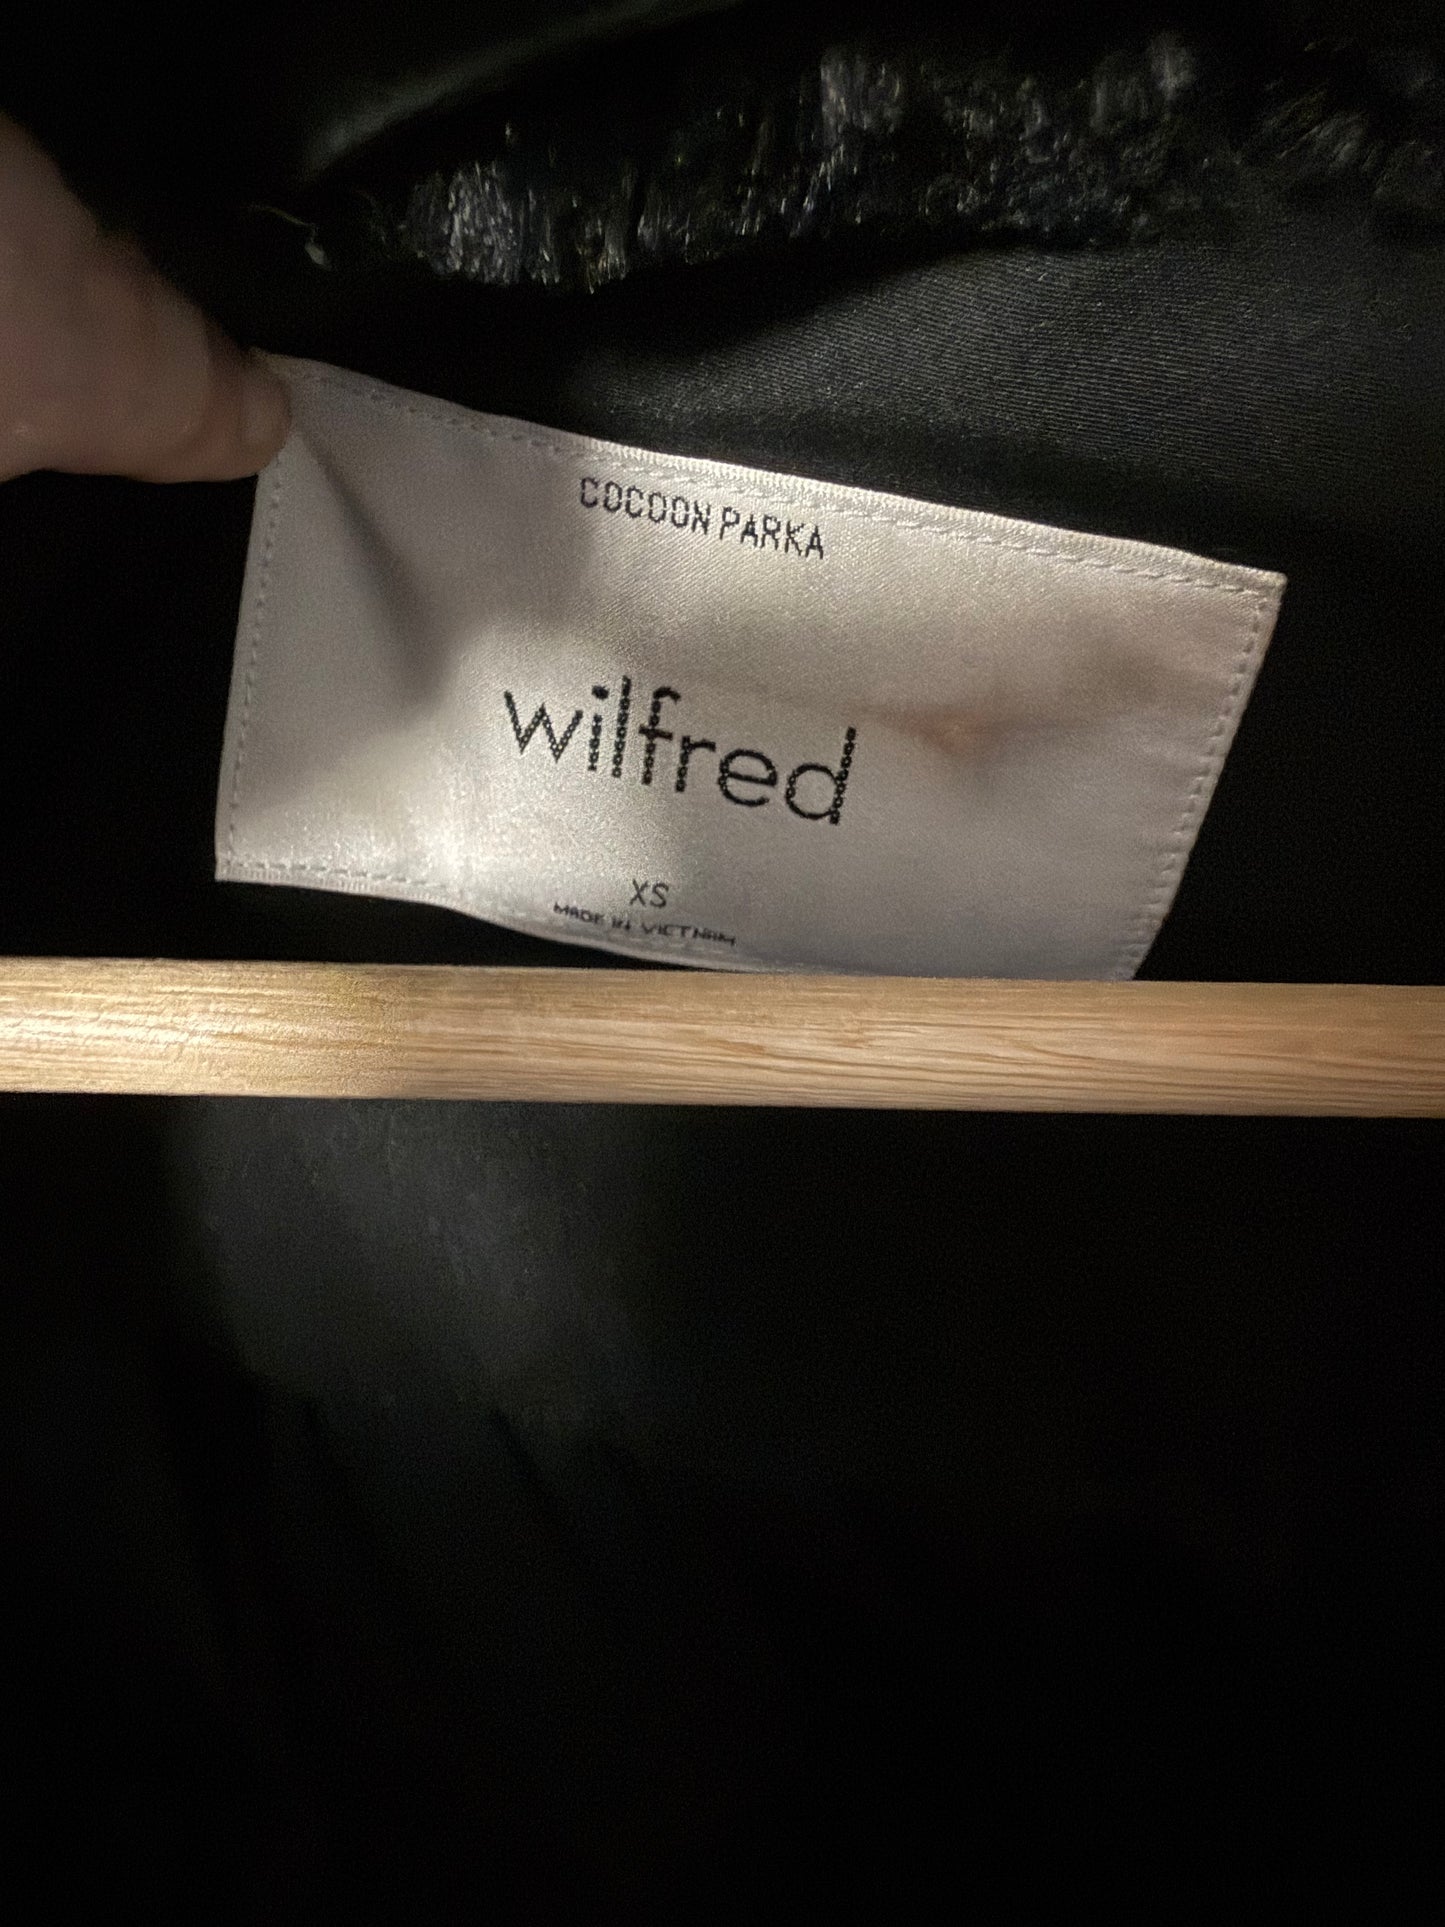 COCOON PARKA
wilfred
XS
MADE IN VIETNAM